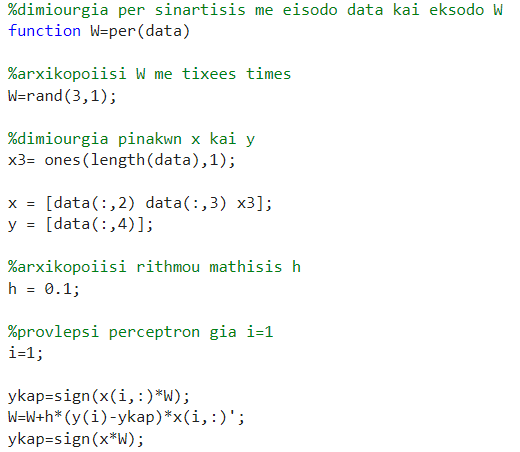 %dimiourgia per sinartisis me eisodo data kai eksodo W
function W=per(data)
%arxikopoiisi W me tixees times
W=rand(3,1);
%dimiourgia pinakwn x kai y
x3= ones(length(data),1);
x = [data(:,2) data(:,3) x3];
y = [data(:,4)];
%arxikopoiisi rithmou mathisis h
h = 0.1;
%provlepsi perceptron gia i=1
i=1;
ykap=sign(x(i,:)*W);
W=W+h*(y(i)-ykap)*x(i,:)';
ykap=sign(x*W);